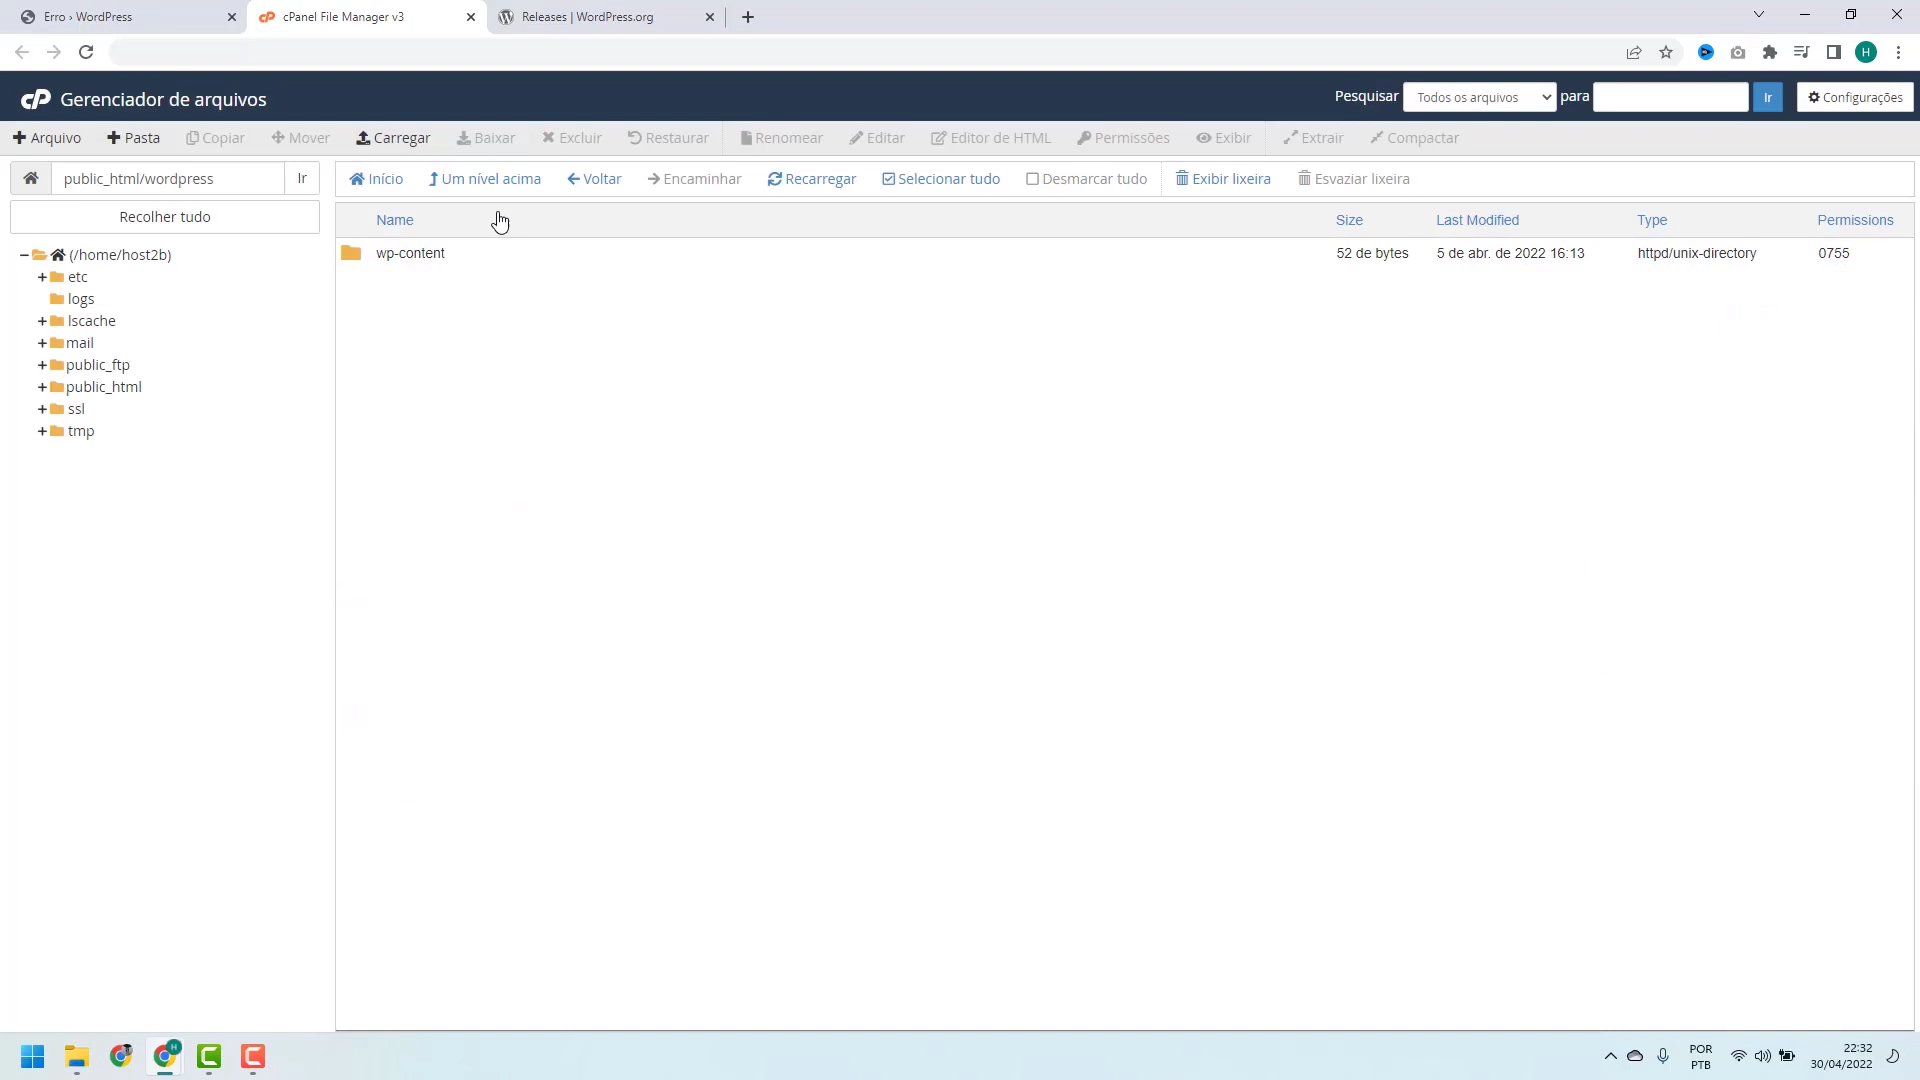 Erro › WordPress
cPanel File Manager v3
Releases | WordPress.org
H
cP Gerenciador de arquivos
Pesquisar Todos os arquivos para Ir Configurações
Arquivo Pasta Copiar Mover Carregar Baixar Excluir Restaurar Renomear Editar Editor de HTML Permissões Exibir Extrair Compactar
public_html/wordpress Ir
Início Um nível acima Voltar Encaminhar Recarregar Selecionar tudo Desmarcar tudo Exibir lixeira Esvaziar lixeira
Recolher tudo
Name Size Last Modified Type Permissions
wp-content 52 de bytes 5 de abr. de 2022 16:13 httpd/unix-directory 0755
(/home/host2b)
etc
logs
lscache
mail
public_ftp
public_html
ssl
tmp
H
POR
PTB
22:32
30/04/2022